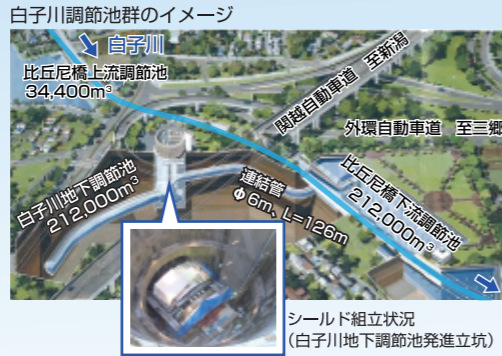 白子川調節池群のイメージ
白子川
比丘尼橋上流調節池
34,400m³
関越自動車道 至新潟
外環自動車道 至三郷
白子川地下調節池
212,000m³
連結管
Φ6m、L=126m
比丘尼橋下流調節池
212,000m³
シールド組立状況
(白子川地下調節池発進立坑)